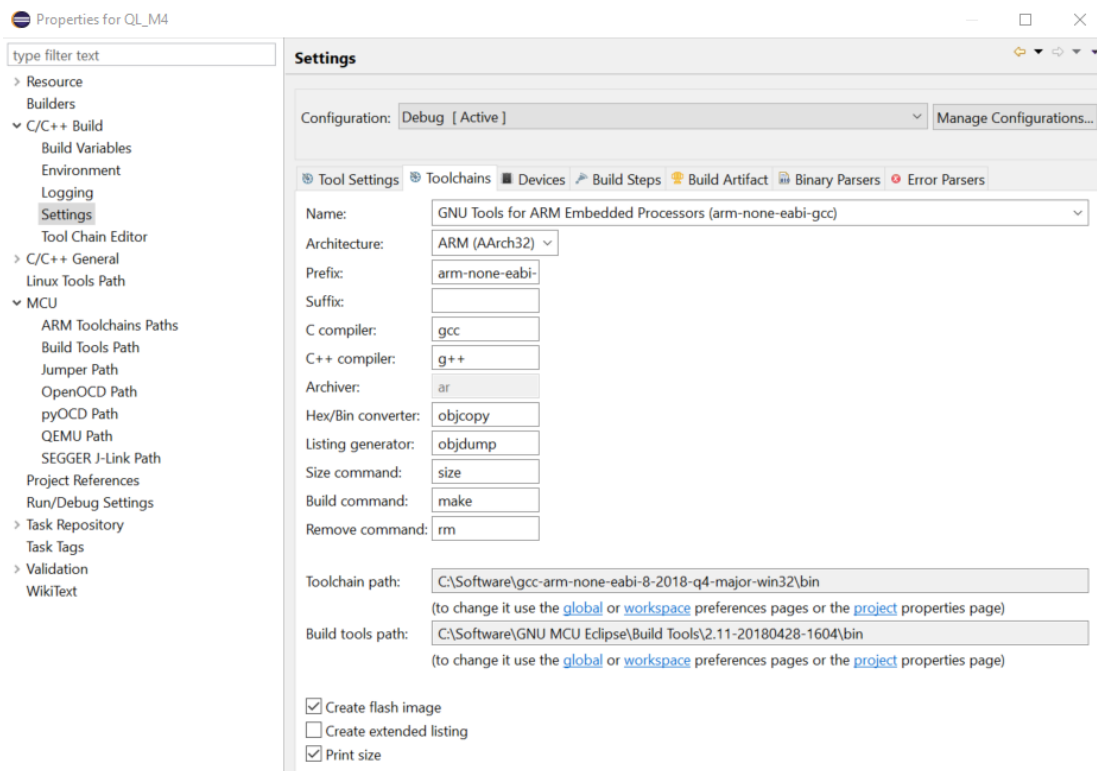 Properties for QL_M4
type filter text
Resource
Builders
C/C++ Build
Build Variables
Environment
Logging
Settings
Tool Chain Editor
C/C++ General
Linux Tools Path
MCU
ARM Toolchains Paths
Build Tools Path
Jumper Path
OpenOCD Path
pyOCD Path
QEMU Path
SEGGER J-Link Path
Project References
Run/Debug Settings
Task Repository
Task Tags
Validation
WikiText
Settings
Configuration: Debug [ Active ] Manage Configurations...
Tool Settings Toolchains Devices Build Steps Build Artifact Binary Parsers Error Parsers
Name: GNU Tools for ARM Embedded Processors (arm-none-eabi-gcc)
Architecture: ARM (AArch32)
Prefix: arm-none-eabi-
Suffix:
C compiler: gcc
C++ compiler: g++
Archiver: ar
Hex/Bin converter: objcopy
Listing generator: objdump
Size command: size
Build command: make
Remove command: rm
Toolchain path: C:\Software\gcc-arm-none-eabi-8-2018-q4-major-win32\bin
(to change it use the global or workspace preferences pages or the project properties page)
Build tools path: C:\Software\GNU MCU Eclipse\Build Tools\2.11-20180428-1604\bin
(to change it use the global or workspace preferences pages or the project properties page)
Create flash image
Create extended listing
Print size